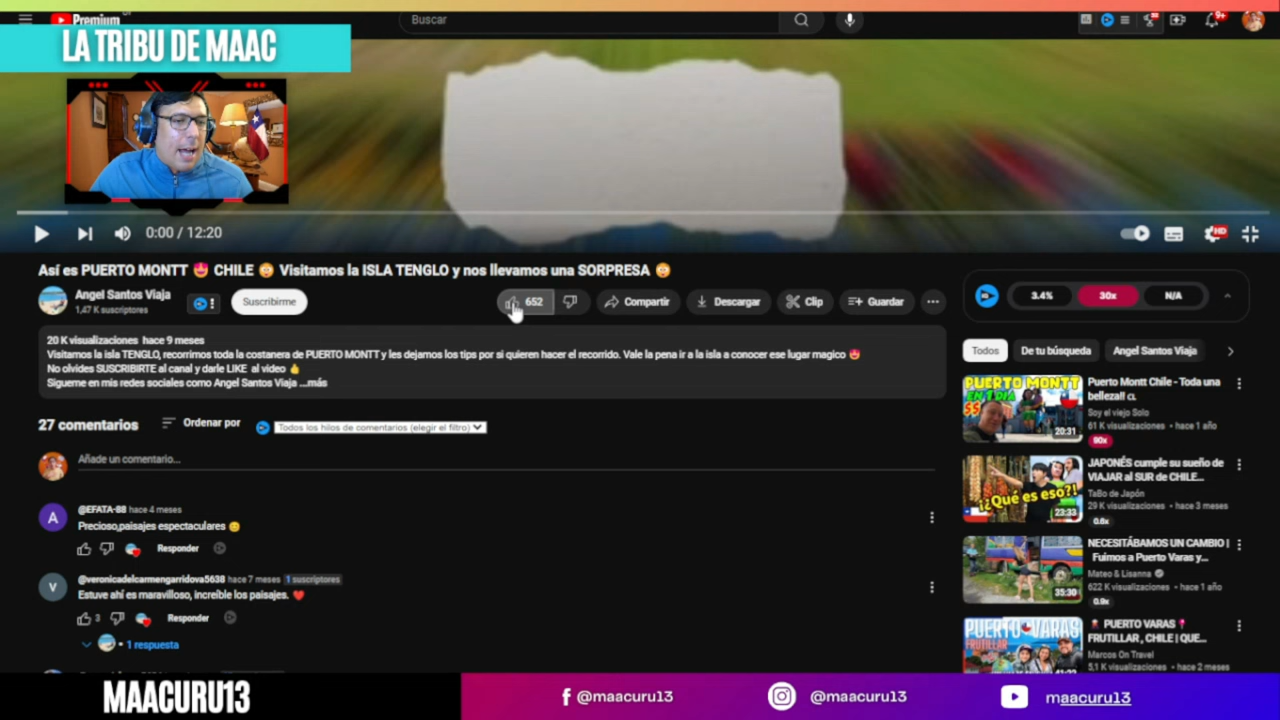 Premium
Buscar
9+
LA TRIBU DE MAAC
0:00 / 12:20
HD
Así es PUERTO MONTT 😍 CHILE 😳 Visitamos la ISLA TENGLO y nos llevamos una SORPRESA 😳
Angel Santos Viaja
1,47 K suscriptores
Suscribirme
652
Compartir
Descargar
Clip
Guardar
20 K visualizaciones hace 9 meses
Visitamos la isla TENGLO, recorrimos toda la costanera de PUERTO MONTT y les dejamos los tips por si quieren hacer el recorrido. Vale la pena ir a la isla a conocer ese lugar magico 😍
No olvides SUSCRIBIRTE al canal y darle LIKE al video 👍
Sigueme en mis redes sociales como Angel Santos Viaja ...más
27 comentarios
Ordenar por
Todos los hilos de comentarios (elegir el filtro)
Añade un comentario...
A
@EFATA-88 hace 4 meses
Precioso,paisajes espectaculares 😊
Responder
V
@veronicadelcarmengarridova5638 hace 7 meses 1 suscriptores
Estuve ahí es maravilloso, increíble los paisajes. ❤️
3
Responder
1 respuesta
3.4%
30x
N/A
Todos
De tu búsqueda
Angel Santos Viaja
PUERTO MONTT
EN 1 DIA
$$
20:31
Puerto Montt Chile - Toda una
belleza!!
Soy el viejo Solo
61 K visualizaciones • hace 1 año
90x
¡¿Qué es eso?!
23:33
JAPONÉS cumple su sueño de
VIAJAR al SUR de CHILE...
TaBo de Japón
29 K visualizaciones • hace 3 meses
0.6x
35:30
NECESITÁBAMOS UN CAMBIO |
Fuimos a Puerto Varas y...
Mateo & Lisanna
622 K visualizaciones • hace 1 año
0.9x
PUERTO VARAS
PUERTO VARAS
FRUTILLAR , CHILE | QUE...
Marcos On Travel
5,1 K visualizaciones • hace 2 meses
MAACURU13
@maacuru13
@maacuru13
maacuru13